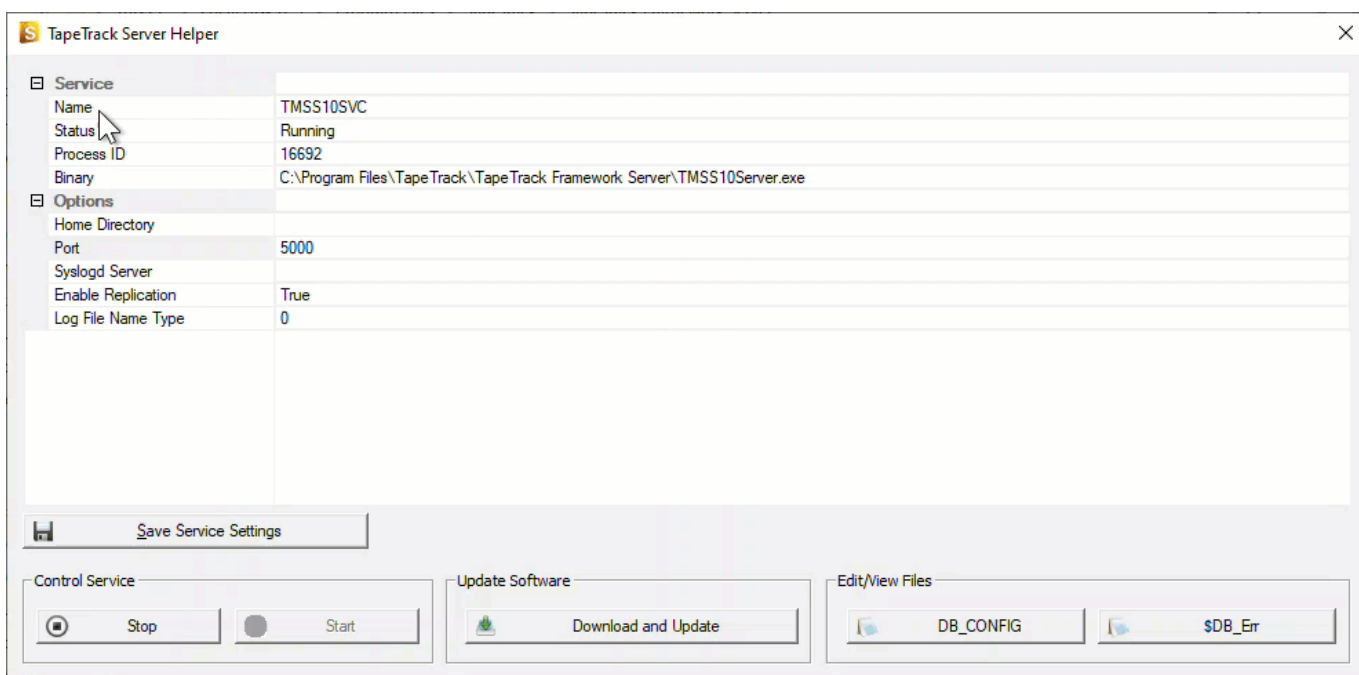 TapeTrack Server Helper
Service
Name TMSS10SVC
Status Running
Process ID 16692
Binary C:\Program Files\TapeTrack\TapeTrack Framework Server\TMSS10Server.exe
Options
Home Directory
Port 5000
Syslogd Server
Enable Replication True
Log File Name Type 0
Save Service Settings
Control Service Update Software Edit/View Files
Stop Start Download and Update DB_CONFIG $DB_Err